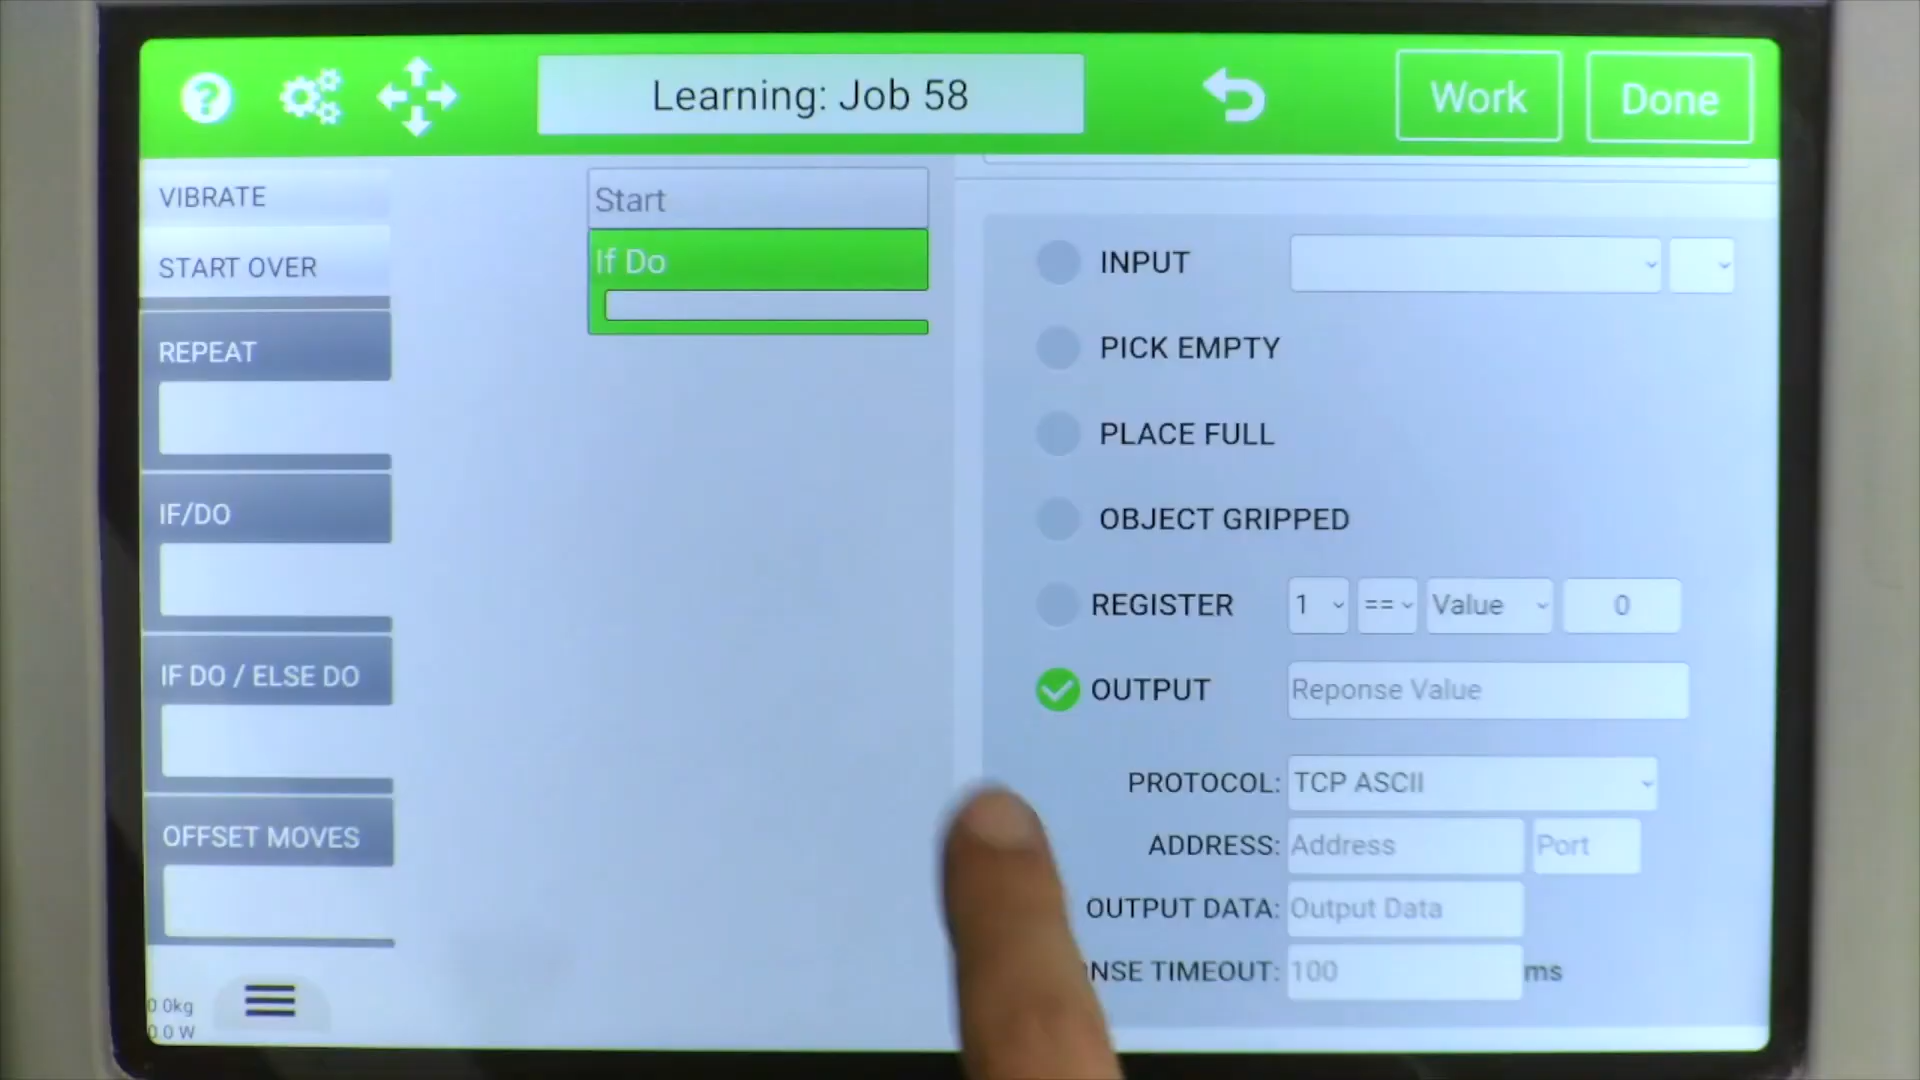 ?
Learning: Job 58
Work
Done
VIBRATE
START OVER
REPEAT
IF/DO
IF DO / ELSE DO
OFFSET MOVES
0.0kg
0.0 W
Start
If Do
INPUT
PICK EMPTY
PLACE FULL
OBJECT GRIPPED
REGISTER 1 == Value 0
OUTPUT Reponse Value
PROTOCOL: TCP ASCII
ADDRESS: Address Port
OUTPUT DATA: Output Data
NSE TIMEOUT: 100 ms